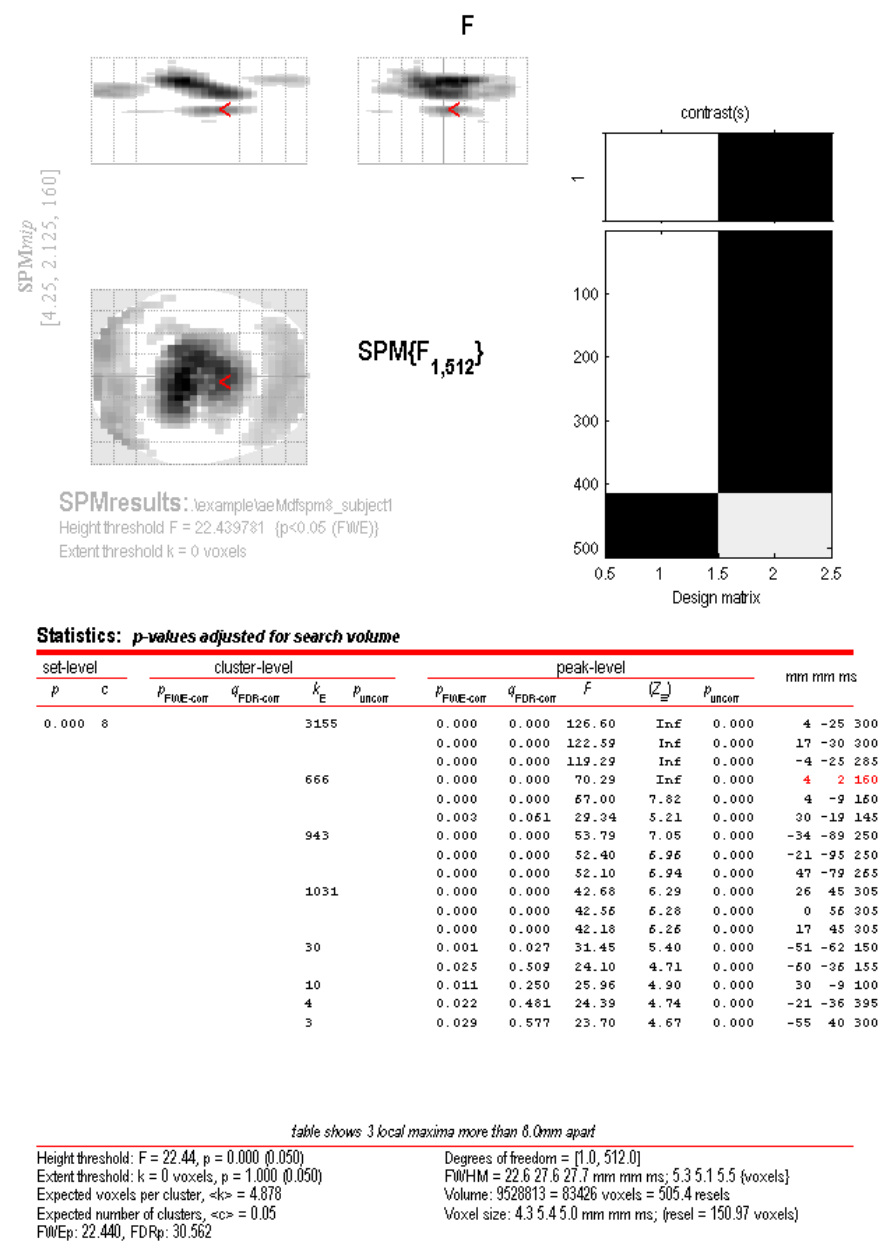 F
contrast(s)
1
SPMmip
[4.25, 2.125, 160]
SPM{F1,512}
100
200
300
400
500
0.5 1 1.5 2 2.5
Design matrix
SPMresults: .\example\aeMdfspm8_subject1
Height threshold F = 22.439781 {p<0.05 (FWE)}
Extent threshold k = 0 voxels
Statistics: p-values adjusted for search volume
set-level cluster-level peak-level mm mm ms
p c pFWE-corr qFDR-corr kE puncorr pFWE-corr qFDR-corr F (Z≡) puncorr
0.000 8 3155 0.000 0.000 126.60 Inf 0.000 4 -25 300
0.000 0.000 122.59 Inf 0.000 17 -30 300
0.000 0.000 119.29 Inf 0.000 -4 -25 285
666 0.000 0.000 70.29 Inf 0.000 4 2 160
0.000 0.000 67.00 7.82 0.000 4 -9 160
0.003 0.061 29.34 5.21 0.000 30 -19 145
943 0.000 0.000 53.79 7.05 0.000 -34 -89 250
0.000 0.000 52.40 6.96 0.000 -21 -95 250
0.000 0.000 52.10 6.94 0.000 47 -79 265
1031 0.000 0.000 42.68 6.29 0.000 26 45 305
0.000 0.000 42.56 6.28 0.000 0 56 305
0.000 0.000 42.18 6.26 0.000 17 45 305
30 0.001 0.027 31.45 5.40 0.000 -51 -62 150
0.025 0.509 24.10 4.71 0.000 -60 -36 155
10 0.011 0.250 25.96 4.90 0.000 30 -9 100
4 0.022 0.481 24.39 4.74 0.000 -21 -36 395
3 0.029 0.577 23.70 4.67 0.000 -55 40 300
table shows 3 local maxima more than 8.0mm apart
Height threshold: F = 22.44, p = 0.000 (0.050)
Extent threshold: k = 0 voxels, p = 1.000 (0.050)
Expected voxels per cluster, <k> = 4.878
Expected number of clusters, <c> = 0.05
FWEp: 22.440, FDRp: 30.562
Degrees of freedom = [1.0, 512.0]
FWHM = 22.6 27.6 27.7 mm mm ms; 5.3 5.1 5.5 {voxels}
Volume: 9528813 = 83426 voxels = 505.4 resels
Voxel size: 4.3 5.4 5.0 mm mm ms; (resel = 150.97 voxels)